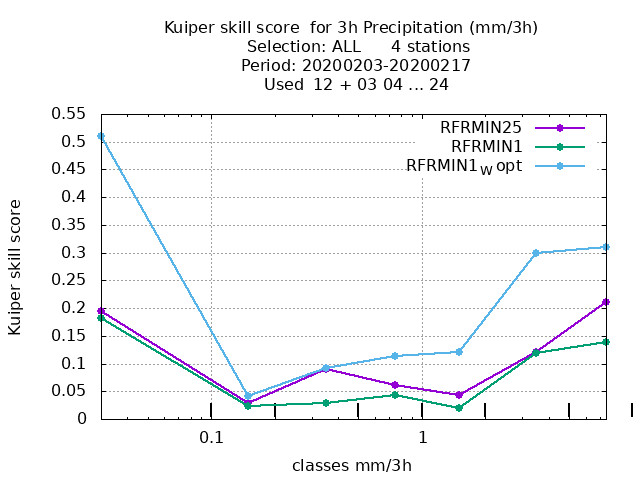 Kuiper skill score  for 3h Precipitation (mm/3h)
Selection: ALL      4 stations
Period: 20200203-20200217
Used  12 + 03 04 ... 24
RFRMIN25
RFRMIN1
RFRMIN1W opt
0.55
0.5
0.45
0.4
0.35
0.3
0.25
0.2
0.15
0.1
0.05
0
Kuiper skill score
0.1 1
classes mm/3h